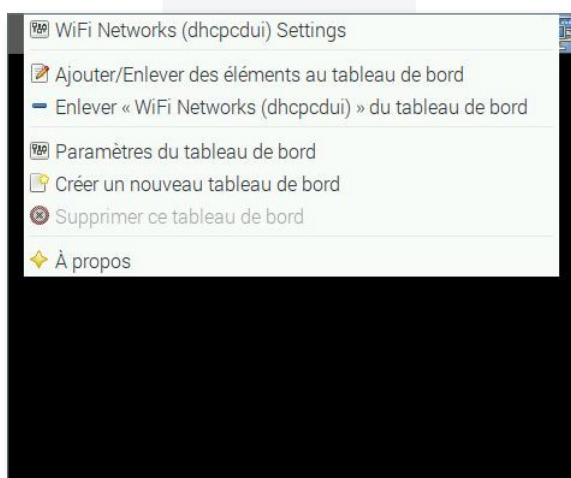 WiFi Networks (dhcpcdui) Settings
Ajouter/Enlever des éléments au tableau de bord
Enlever « WiFi Networks (dhcpcdui) » du tableau de bord
Paramètres du tableau de bord
Créer un nouveau tableau de bord
Supprimer ce tableau de bord
À propos